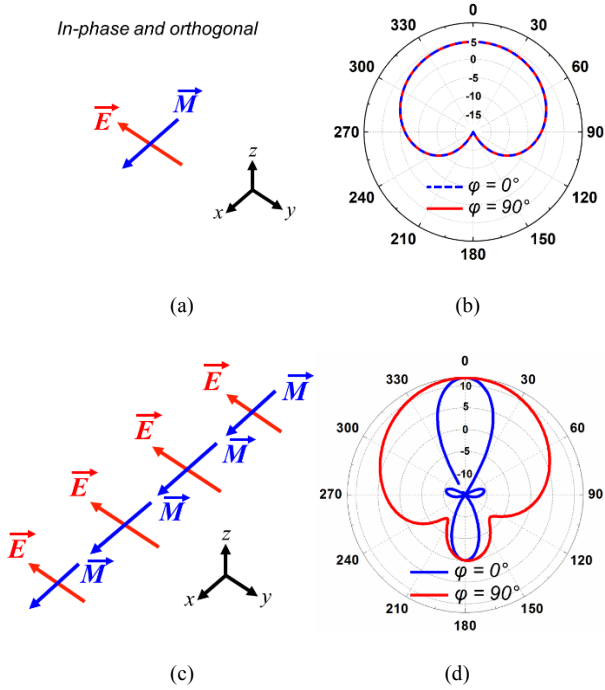 In-phase and orthogonal
E
M
z
x
y
(a)
0
330
30
300
60
270
90
240
120
210
150
180
5
0
-5
-10
-15
φ = 0°
φ = 90°
(b)
E
M
E
M
E
M
E
M
z
x
y
(c)
0
330
30
300
60
270
90
240
120
210
150
180
10
5
0
-5
-10
φ = 0°
φ = 90°
(d)